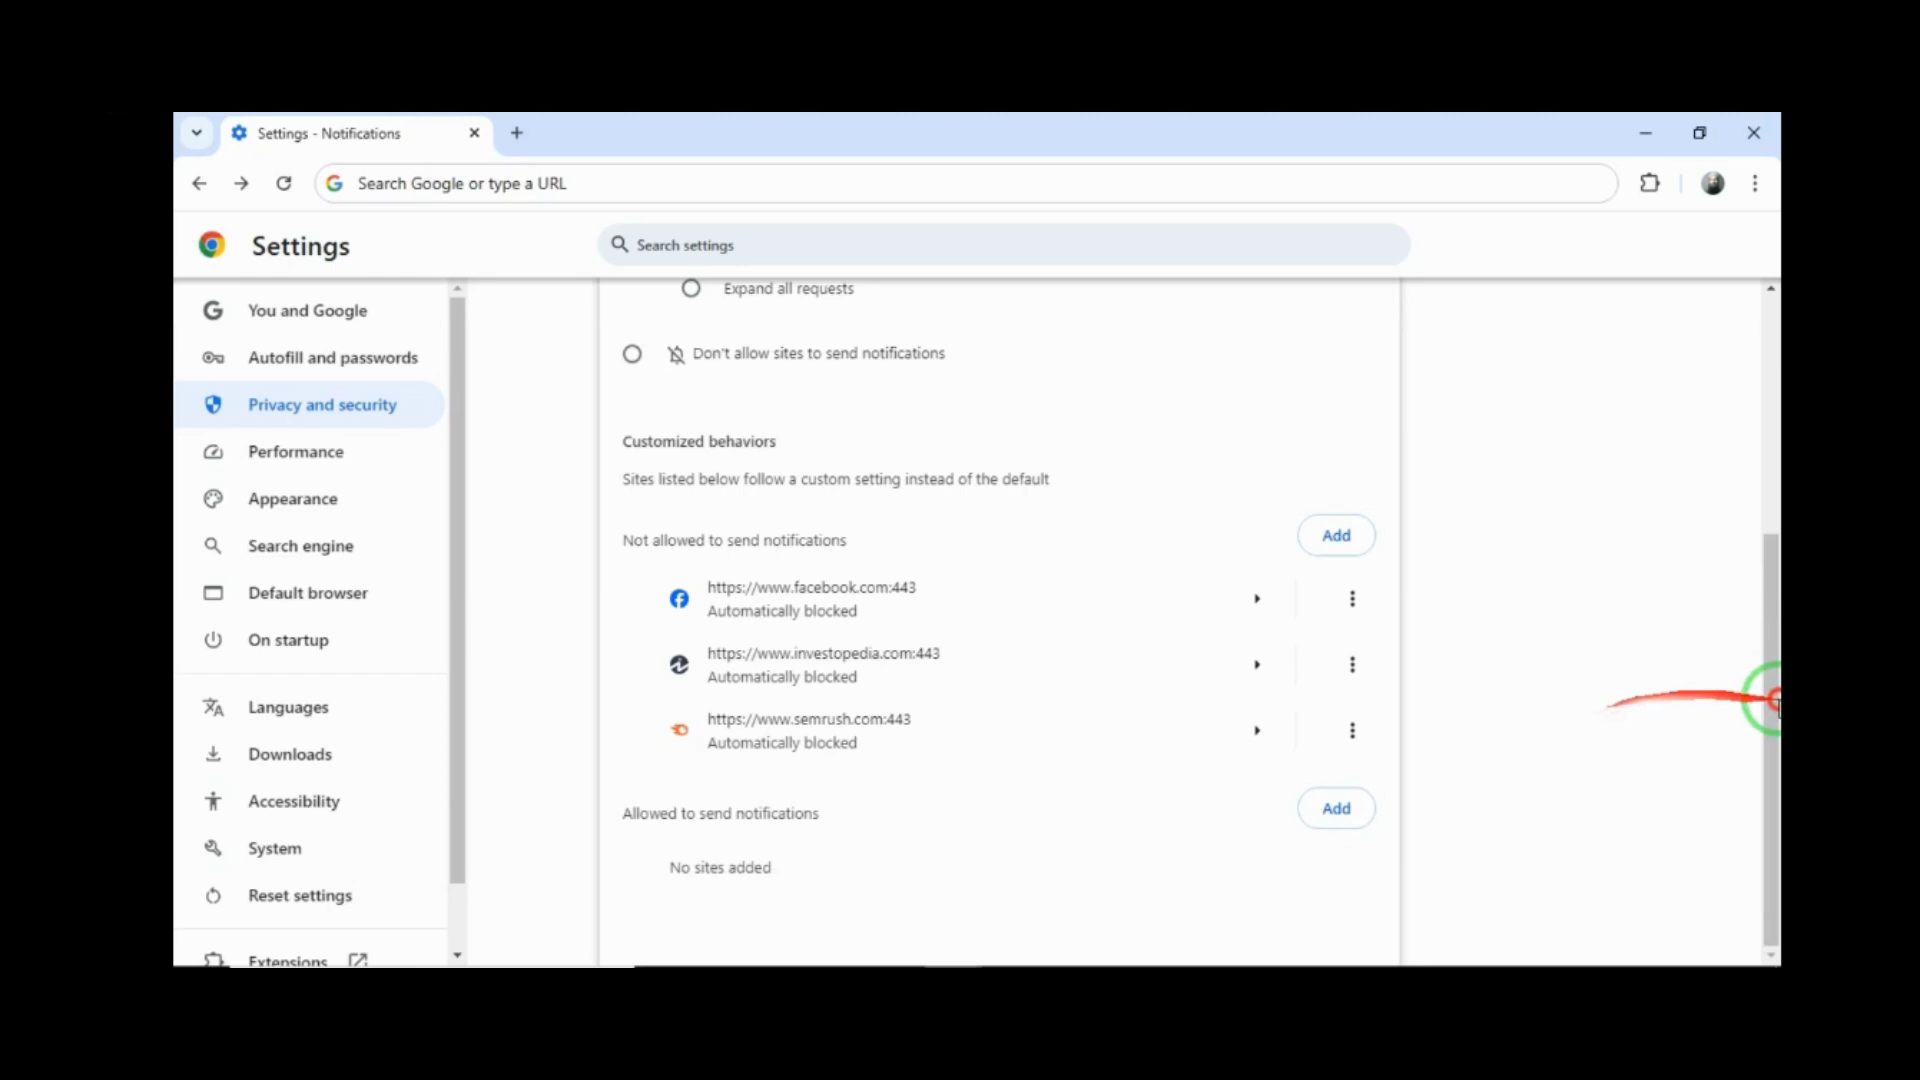 Settings - Notifications
Search Google or type a URL
Settings
Search settings
You and Google
Autofill and passwords
Privacy and security
Performance
Appearance
Search engine
Default browser
On startup
Languages
Downloads
Accessibility
System
Reset settings
Extensions
Expand all requests
Don't allow sites to send notifications
Customized behaviors
Sites listed below follow a custom setting instead of the default
Not allowed to send notifications
Add
https://www.facebook.com:443
Automatically blocked
https://www.investopedia.com:443
Automatically blocked
https://www.semrush.com:443
Automatically blocked
Allowed to send notifications
Add
No sites added